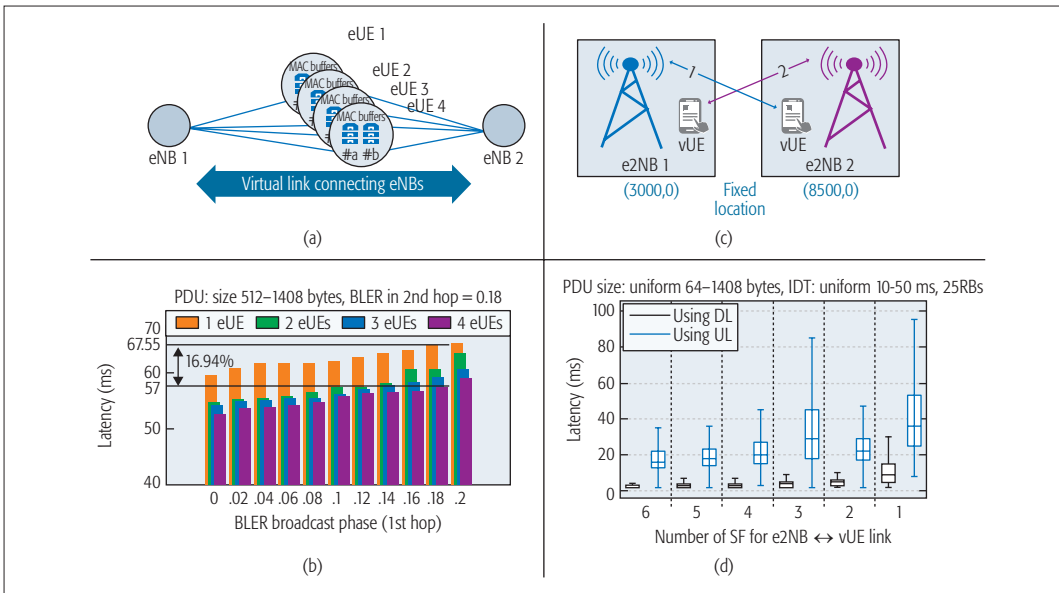 eUE 1
MAC buffers
eUE 2
MAC buffers
eUE 3
MAC buffers
eUE 4
MAC buffers
#a #b
eNB 1
eNB 2
Virtual link connecting eNBs
(a)
1
2
vUE
vUE
e2NB 1
e2NB 2
(3000,0)
Fixed
location
(8500,0)
(c)
PDU: size 512–1408 bytes, BLER in 2nd hop = 0.18
1 eUE 2 eUEs 3 eUEs 4 eUEs
Latency (ms)
70
67.55
60
57
50
40
16.94%
0 .02 .04 .06 .08 .1 .12 .14 .16 .18 .2
BLER broadcast phase (1st hop)
(b)
PDU size: uniform 64–1408 bytes, IDT: uniform 10-50 ms, 25RBs
Using DL
Using UL
Latency (ms)
100
80
60
40
20
0
6 5 4 3 2 1
Number of SF for e2NB ↔ vUE link
(d)